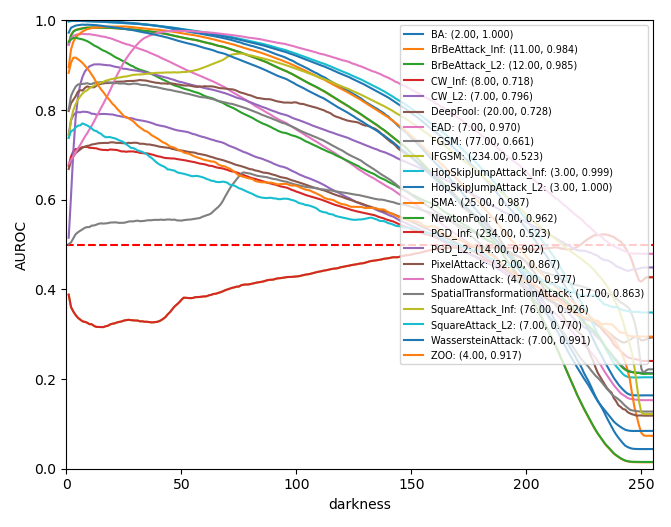 BA: (2.00, 1.000)
BrBeAttack_Inf: (11.00, 0.984)
BrBeAttack_L2: (12.00, 0.985)
CW_Inf: (8.00, 0.718)
CW_L2: (7.00, 0.796)
DeepFool: (20.00, 0.728)
EAD: (7.00, 0.970)
FGSM: (77.00, 0.661)
IFGSM: (234.00, 0.523)
HopSkipJumpAttack_Inf: (3.00, 0.999)
HopSkipJumpAttack_L2: (3.00, 1.000)
JSMA: (25.00, 0.987)
NewtonFool: (4.00, 0.962)
PGD_Inf: (234.00, 0.523)
PGD_L2: (14.00, 0.902)
PixelAttack: (32.00, 0.867)
ShadowAttack: (47.00, 0.977)
SpatialTransformationAttack: (17.00, 0.863)
SquareAttack_Inf: (76.00, 0.926)
SquareAttack_L2: (7.00, 0.770)
WassersteinAttack: (7.00, 0.991)
ZOO: (4.00, 0.917)
AUROC
1.0
0.8
0.6
0.4
0.2
0.0
0 50 100 150 200 250
darkness